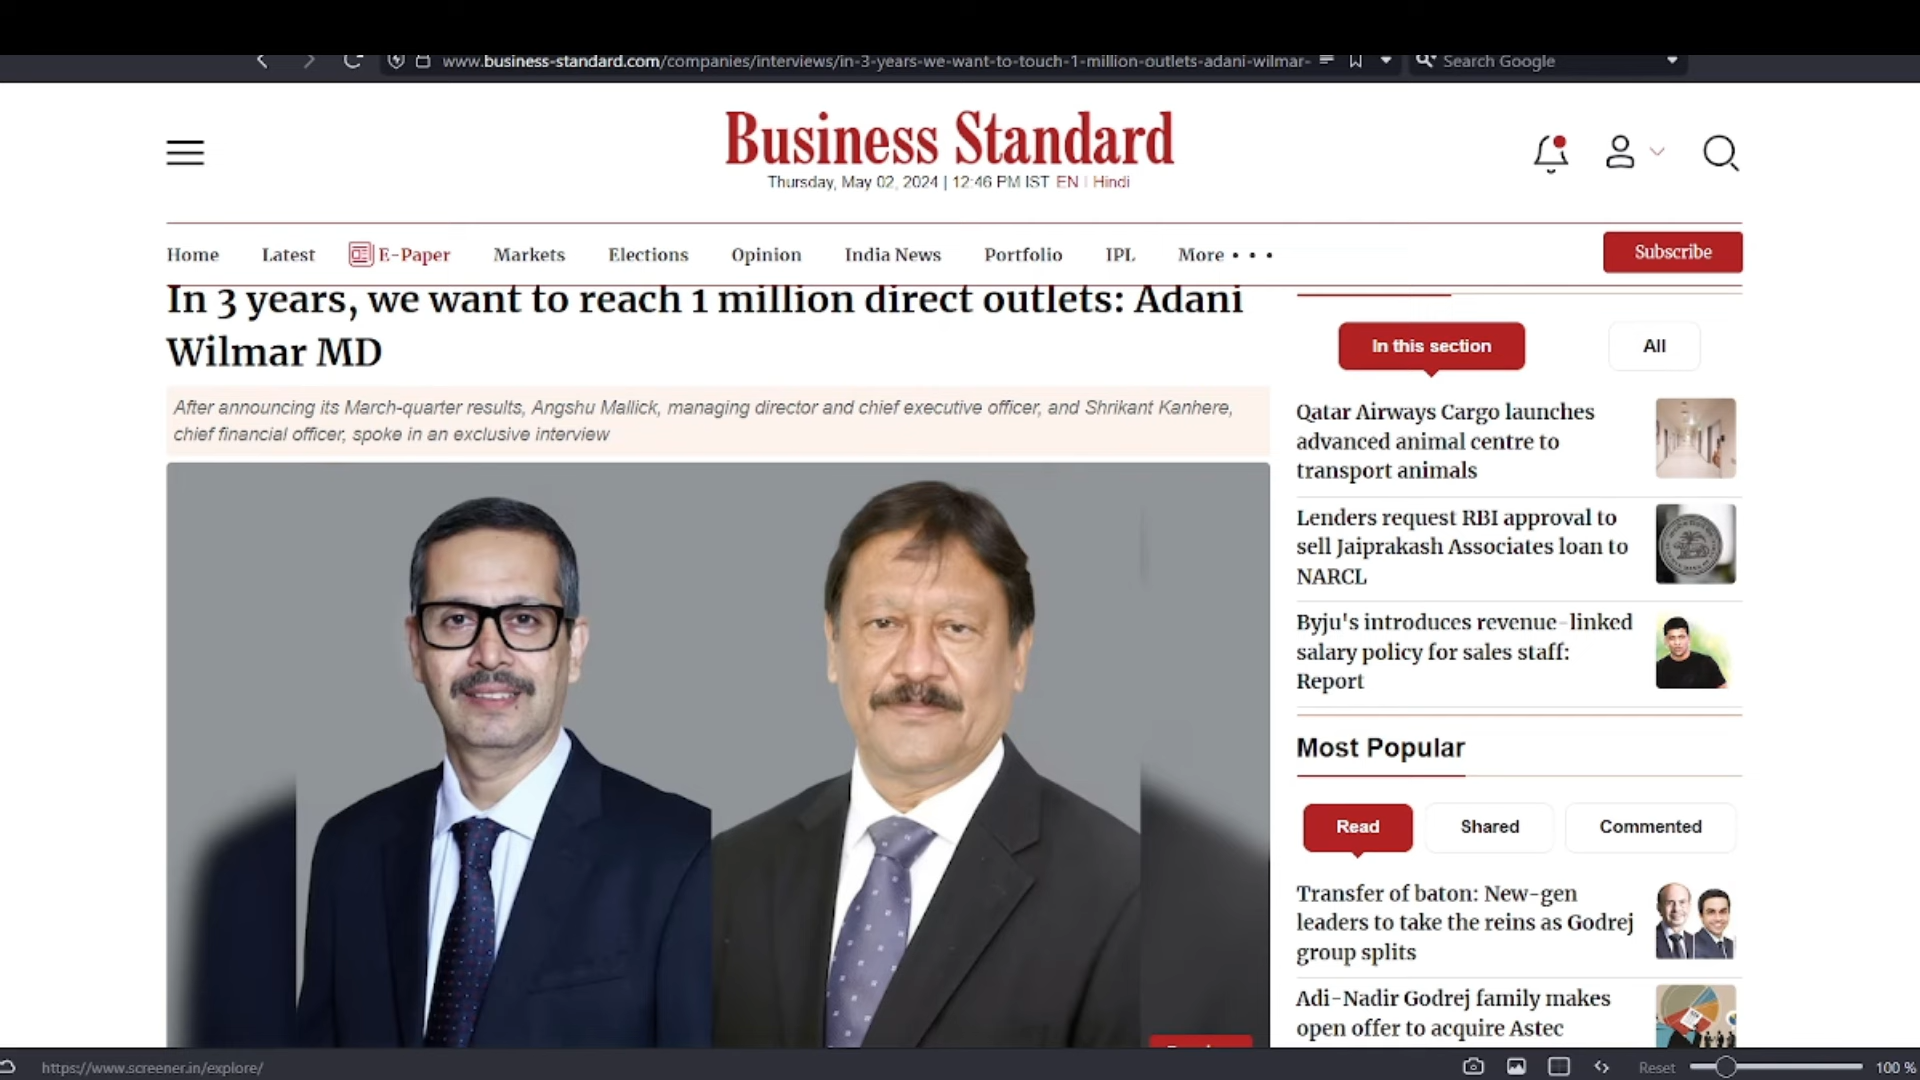 www.business-standard.com/companies/interviews/in-3-years-we-want-to-touch-1-million-outlets-adani-wilmar-
Search Google
Business Standard
Thursday, May 02, 2024 | 12:46 PM IST EN | Hindi
Home Latest E-Paper Markets Elections Opinion India News Portfolio IPL More • • •
Subscribe
In 3 years, we want to reach 1 million direct outlets: Adani
Wilmar MD
After announcing its March-quarter results, Angshu Mallick, managing director and chief executive officer, and Shrikant Kanhere,
chief financial officer, spoke in an exclusive interview
In this section All
Qatar Airways Cargo launches
advanced animal centre to
transport animals
Lenders request RBI approval to
sell Jaiprakash Associates loan to
NARCL
Byju's introduces revenue-linked
salary policy for sales staff:
Report
Most Popular
Read Shared Commented
Transfer of baton: New-gen
leaders to take the reins as Godrej
group splits
Adi-Nadir Godrej family makes
open offer to acquire Astec
https://www.screener.in/explore/
Reset 100 %